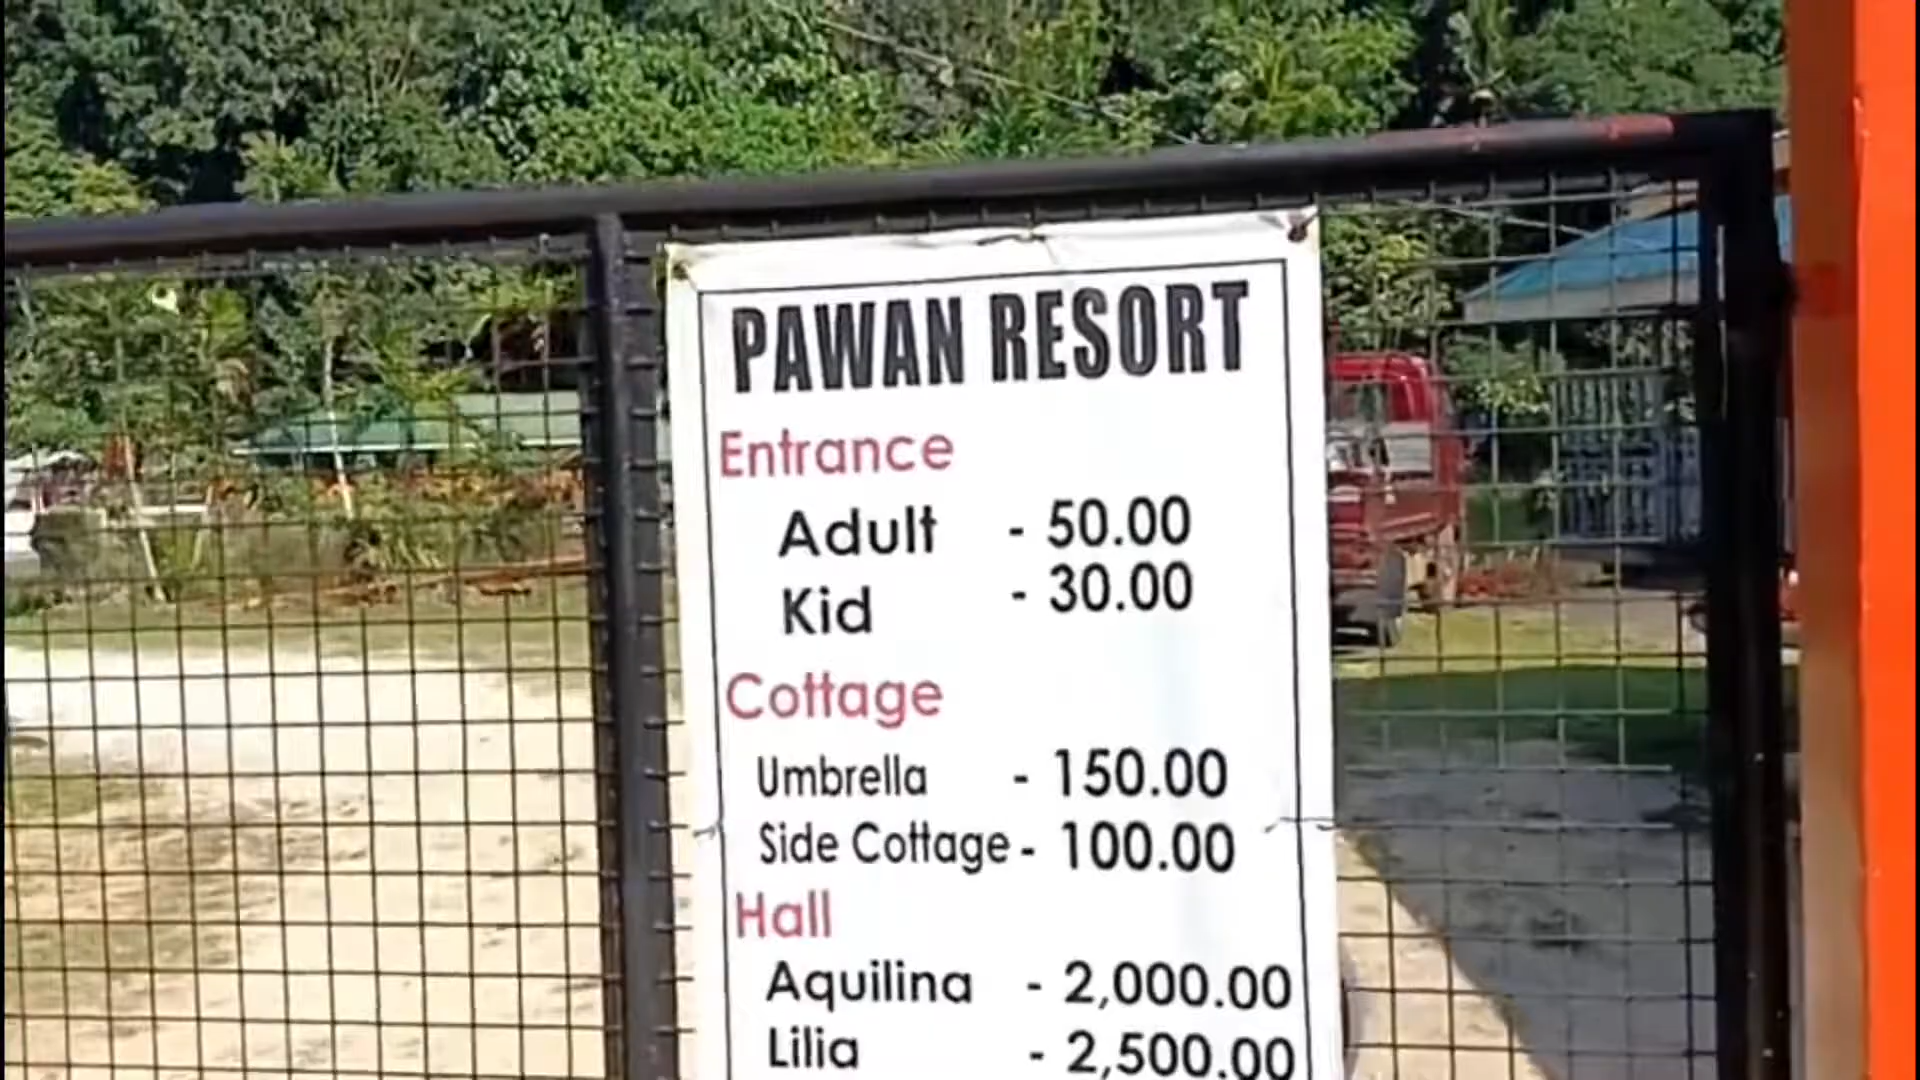 PAWAN RESORT
Entrance
Adult - 50.00
Kid - 30.00
Cottage
Umbrella - 150.00
Side Cottage - 100.00
Hall
Aquilina - 2,000.00
Lilia - 2,500.00